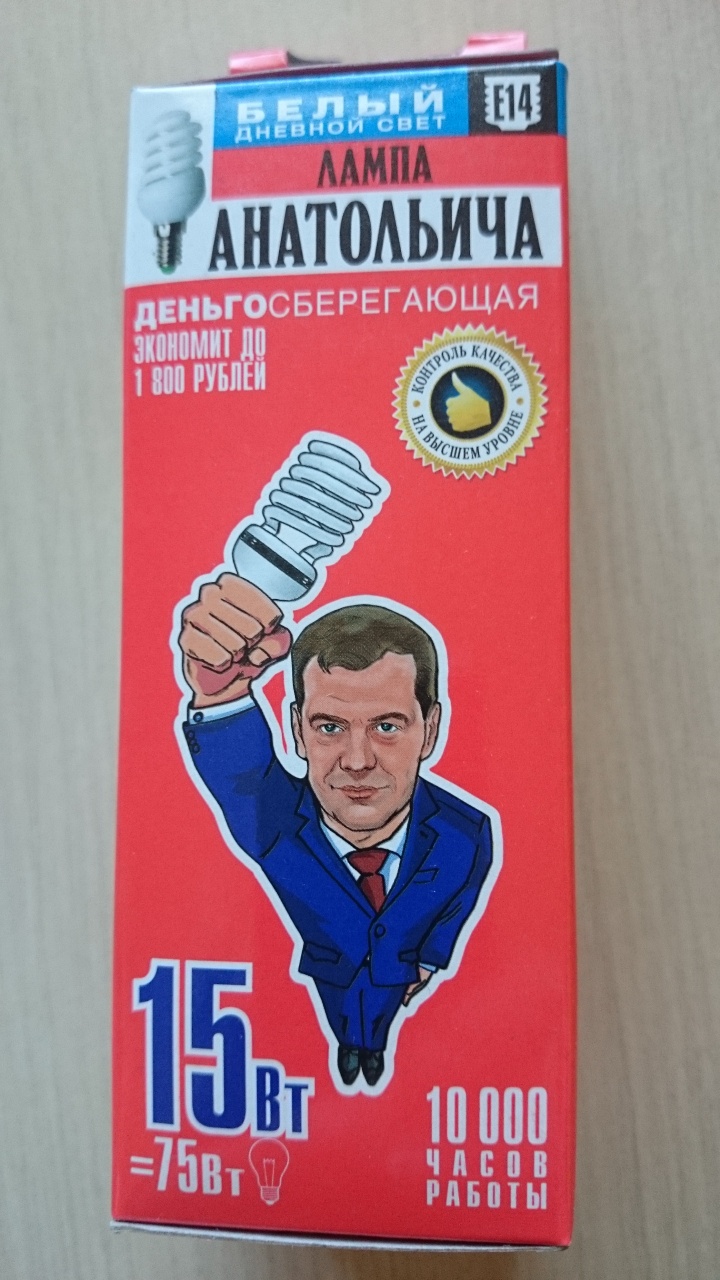 БЕЛЫЙ
ДНЕВНОЙ СВЕТ
E14
ЛАМПА
АНАТОЛЬИЧА
ДЕНЬГОСБЕРЕГАЮЩАЯ
ЭКОНОМИТ ДО
1 800 РУБЛЕЙ
КОНТРОЛЬ КАЧЕСТВА
НА ВЫСШЕМ УРОВНЕ
15Вт
=75Вт
10 000
ЧАСОВ
РАБОТЫ